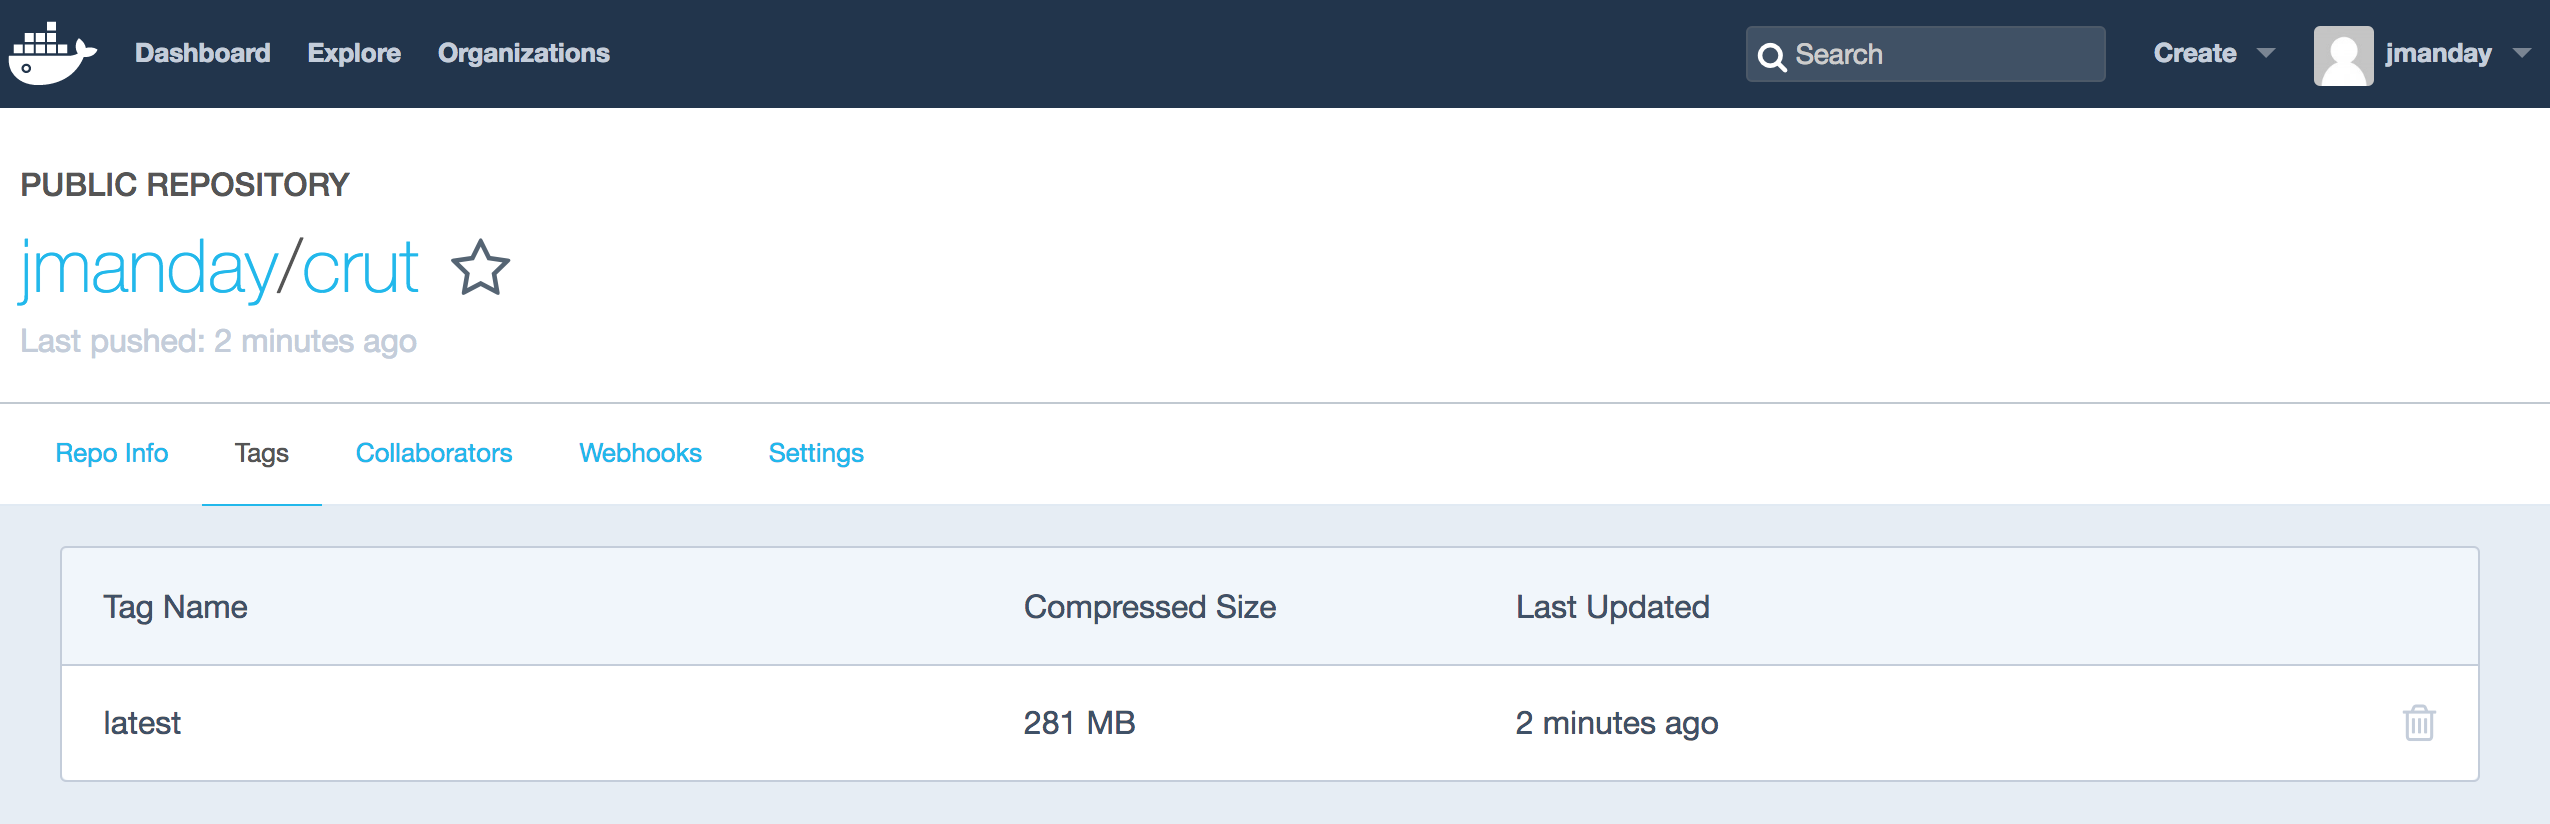 Dashboard Explore Organizations Search Create jmanday
PUBLIC REPOSITORY
jmanday/crut
Last pushed: 2 minutes ago
Repo Info Tags Collaborators Webhooks Settings
Tag Name Compressed Size Last Updated
latest 281 MB 2 minutes ago